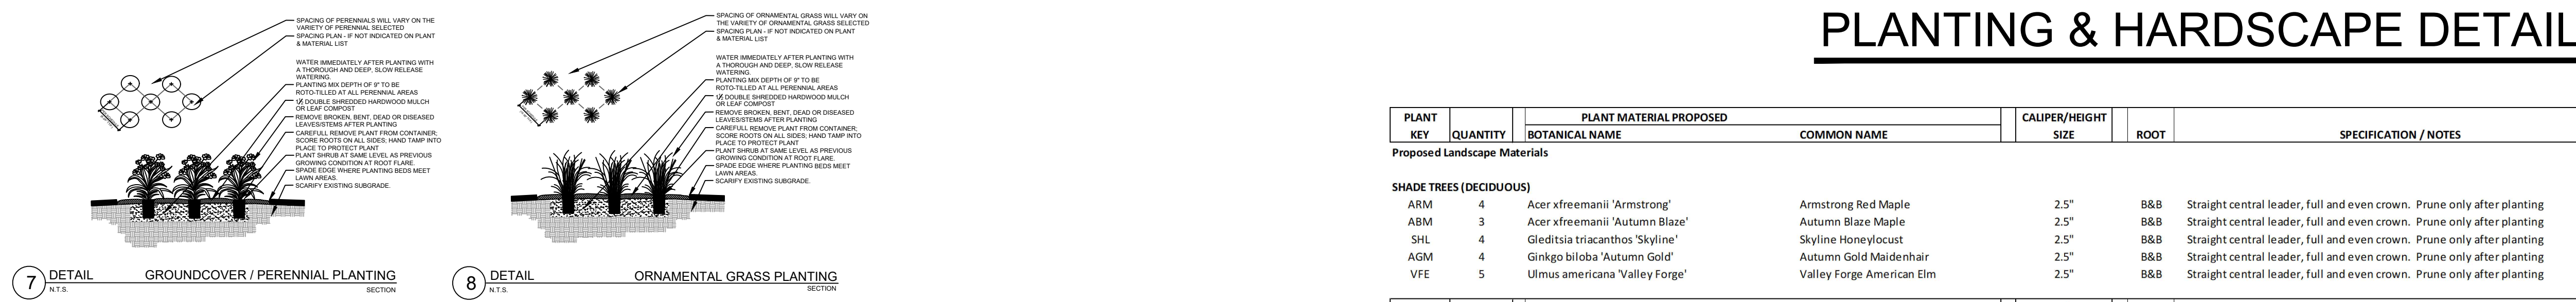 SPACING OF PERENNIALS WILL VARY ON THE
VARIETY OF PERENNIAL SELECTED
SPACING PLAN - IF NOT INDICATED ON PLANT
& MATERIAL LIST
WATER IMMEDIATELY AFTER PLANTING WITH
A THOROUGH AND DEEP, SLOW RELEASE
WATERING.
PLANTING MIX DEPTH OF 9" TO BE
ROTO-TILLED AT ALL PERENNIAL AREAS
DOUBLE SHREDDED HARDWOOD MULCH
OR LEAF COMPOST
REMOVE BROKEN, BENT, DEAD OR DISEASED
LEAVES/STEMS AFTER PLANTING
CAREFULL REMOVE PLANT FROM CONTAINER;
SCORE ROOTS ON ALL SIDES; HAND TAMP INTO
PLACE TO PROTECT PLANT
PLANT SHRUB AT SAME LEVEL AS PREVIOUS
GROWING CONDITION AT ROOT FLARE.
SPADE EDGE WHERE PLANTING BEDS MEET
LAWN AREAS.
SCARIFY EXISTING SUBGRADE.
7 DETAIL GROUNDCOVER / PERENNIAL PLANTING
N.T.S. SECTION
SPACING OF ORNAMENTAL GRASS WILL VARY ON
THE VARIETY OF ORNAMENTAL GRASS SELECTED
SPACING PLAN - IF NOT INDICATED ON PLANT
& MATERIAL LIST
WATER IMMEDIATELY AFTER PLANTING WITH
A THOROUGH AND DEEP, SLOW RELEASE
WATERING.
PLANTING MIX DEPTH OF 9" TO BE
ROTO-TILLED AT ALL PERENNIAL AREAS
DOUBLE SHREDDED HARDWOOD MULCH
OR LEAF COMPOST
REMOVE BROKEN, BENT, DEAD OR DISEASED
LEAVES/STEMS AFTER PLANTING
CAREFULL REMOVE PLANT FROM CONTAINER;
SCORE ROOTS ON ALL SIDES; HAND TAMP INTO
PLACE TO PROTECT PLANT
PLANT SHRUB AT SAME LEVEL AS PREVIOUS
GROWING CONDITION AT ROOT FLARE.
SPADE EDGE WHERE PLANTING BEDS MEET
LAWN AREAS.
SCARIFY EXISTING SUBGRADE.
8 DETAIL ORNAMENTAL GRASS PLANTING
N.T.S. SECTION
PLANTING & HARDSCAPE DETAIL
PLANT PLANT MATERIAL PROPOSED CALIPER/HEIGHT
KEY QUANTITY BOTANICAL NAME COMMON NAME SIZE ROOT SPECIFICATION / NOTES
Proposed Landscape Materials
SHADE TREES (DECIDUOUS)
ARM 4 Acer xfreemanii 'Armstrong' Armstrong Red Maple 2.5" B&B Straight central leader, full and even crown. Prune only after planting
ABM 3 Acer xfreemanii 'Autumn Blaze' Autumn Blaze Maple 2.5" B&B Straight central leader, full and even crown. Prune only after planting
SHL 4 Gleditsia triacanthos 'Skyline' Skyline Honeylocust 2.5" B&B Straight central leader, full and even crown. Prune only after planting
AGM 4 Ginkgo biloba 'Autumn Gold' Autumn Gold Maidenhair 2.5" B&B Straight central leader, full and even crown. Prune only after planting
VFE 5 Ulmus americana 'Valley Forge' Valley Forge American Elm 2.5" B&B Straight central leader, full and even crown. Prune only after planting